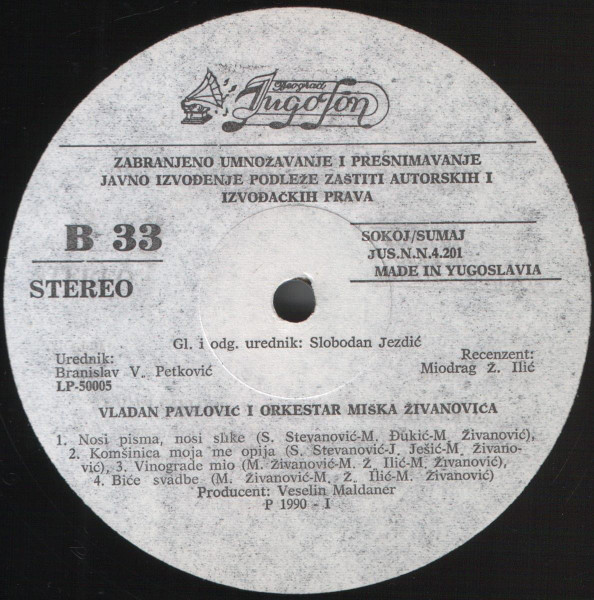 Beograd
Jugofon
ZABRANJENO UMNOŽAVANJE I PRESNIMAVANJE
JAVNO IZVOĐENJE PODLEŽE ZAŠTITI AUTORSKIH I
IZVOĐAČKIH PRAVA
B 33
STEREO
SOKOJ/SUMAJ
JUS.N.N.4.201
MADE IN YUGOSLAVIA
Gl. i odg. urednik: Slobodan Jezdić
Urednik:
Branislav V. Petković
LP-50005
Recenzent:
Miodrag Ž. Ilić
VLADAN PAVLOVIĆ I ORKESTAR MIŠKA ŽIVANOVIĆA
1. Nosi pisma, nosi slike (S. Stevanović-M. Đukić-M. Živanović),
2. Komšinica moja me opija (S. Stevanović-J. Ješić-M. Živano-
vić), 3. Vinograde mio (M. Živanović-M. Ž. Ilić-M. Živanović),
4. Biće svadbe (M. Živanović-M. Ž. Ilić-M. Živanović)
Producent: Veselin Maldaner
P 1990 - I